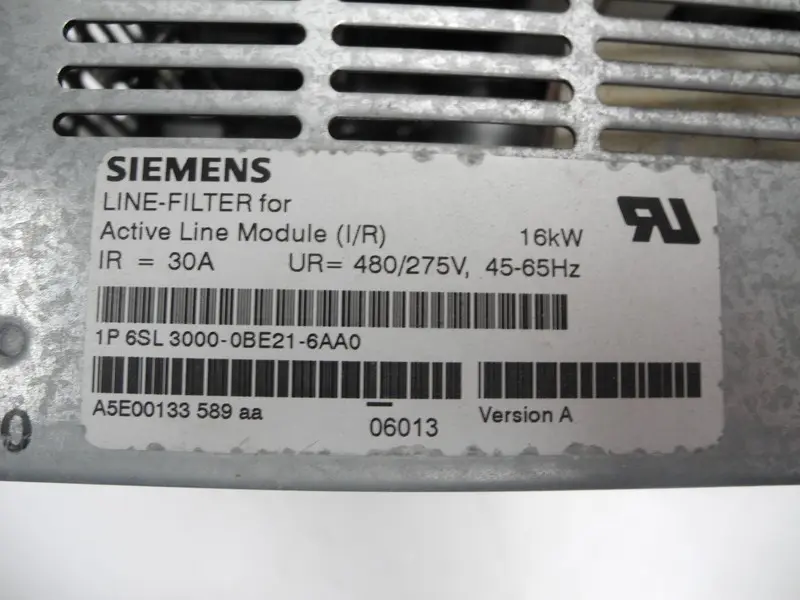 SIEMENS
LINE-FILTER for
Active Line Module (I/R) 16kW
IR = 30A UR= 480/275V, 45-65Hz
1P 6SL 3000-0BE21-6AA0
A5E00133 589 aa 06013 Version A
0